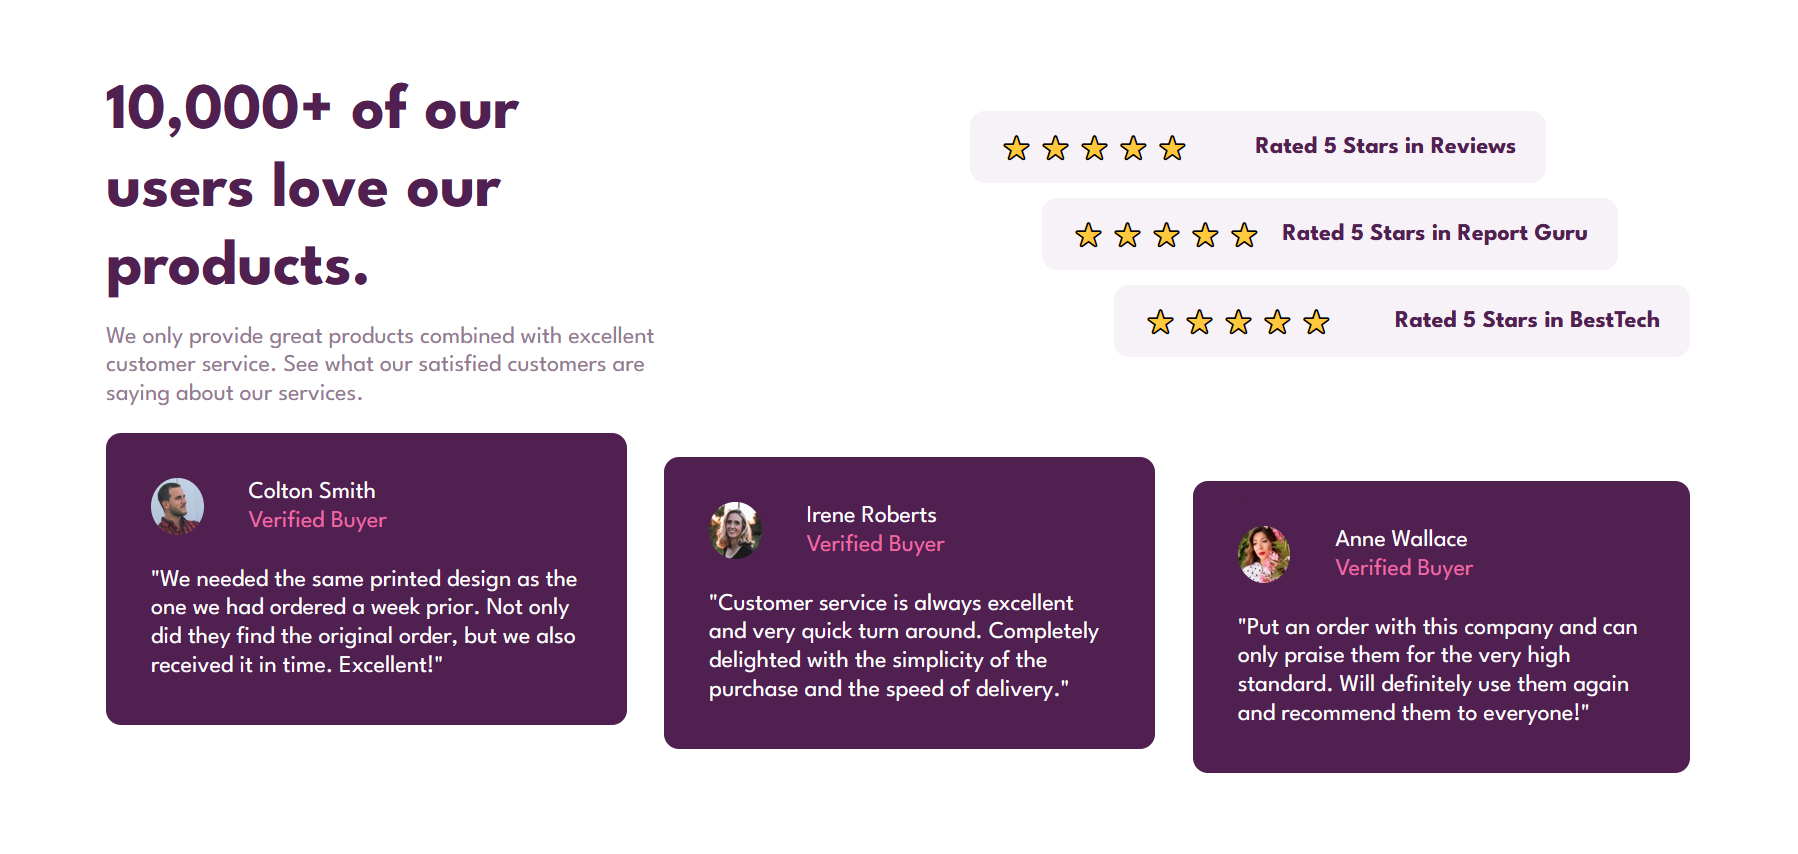 10,000+ of our
users love our
products.
We only provide great products combined with excellent
customer service. See what our satisfied customers are
saying about our services.
Rated 5 Stars in Reviews
Rated 5 Stars in Report Guru
Rated 5 Stars in BestTech
Colton Smith
Verified Buyer
"We needed the same printed design as the
one we had ordered a week prior. Not only
did they find the original order, but we also
received it in time. Excellent!"
Irene Roberts
Verified Buyer
"Customer service is always excellent
and very quick turn around. Completely
delighted with the simplicity of the
purchase and the speed of delivery."
Anne Wallace
Verified Buyer
"Put an order with this company and can
only praise them for the very high
standard. Will definitely use them again
and recommend them to everyone!"